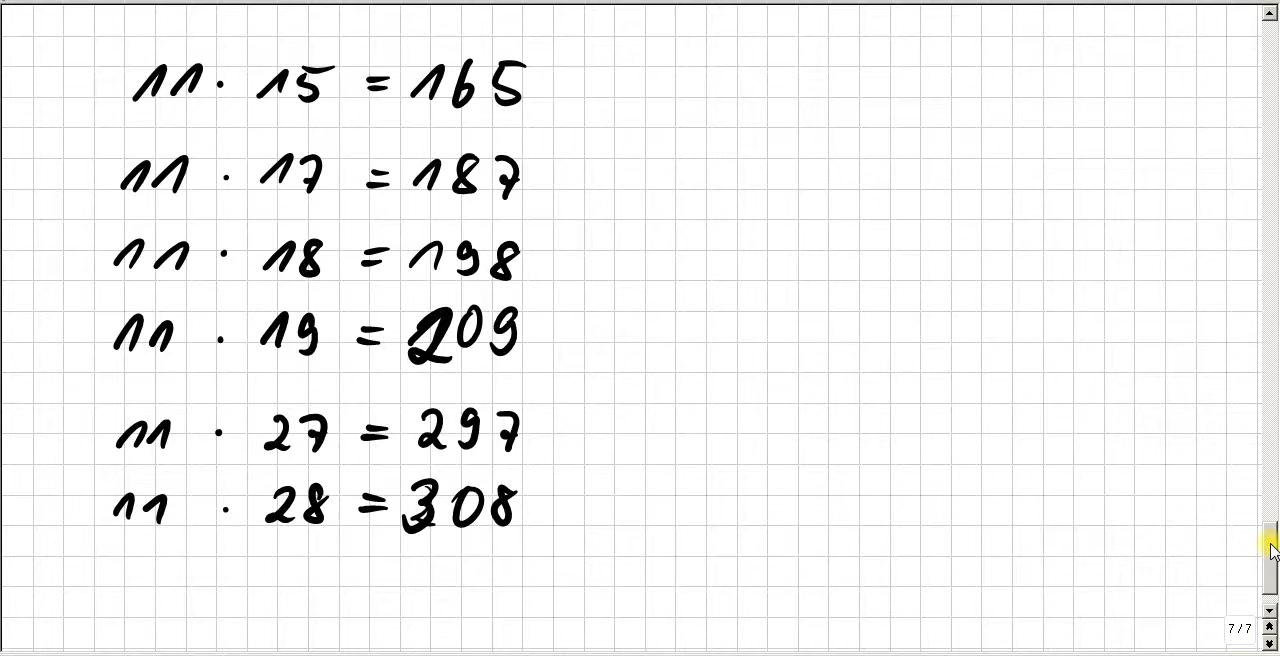 11 · 15 = 165
11 · 17 = 187
11 · 18 = 198
11 · 19 = 209
11 · 27 = 297
11 · 28 = 308
7/7